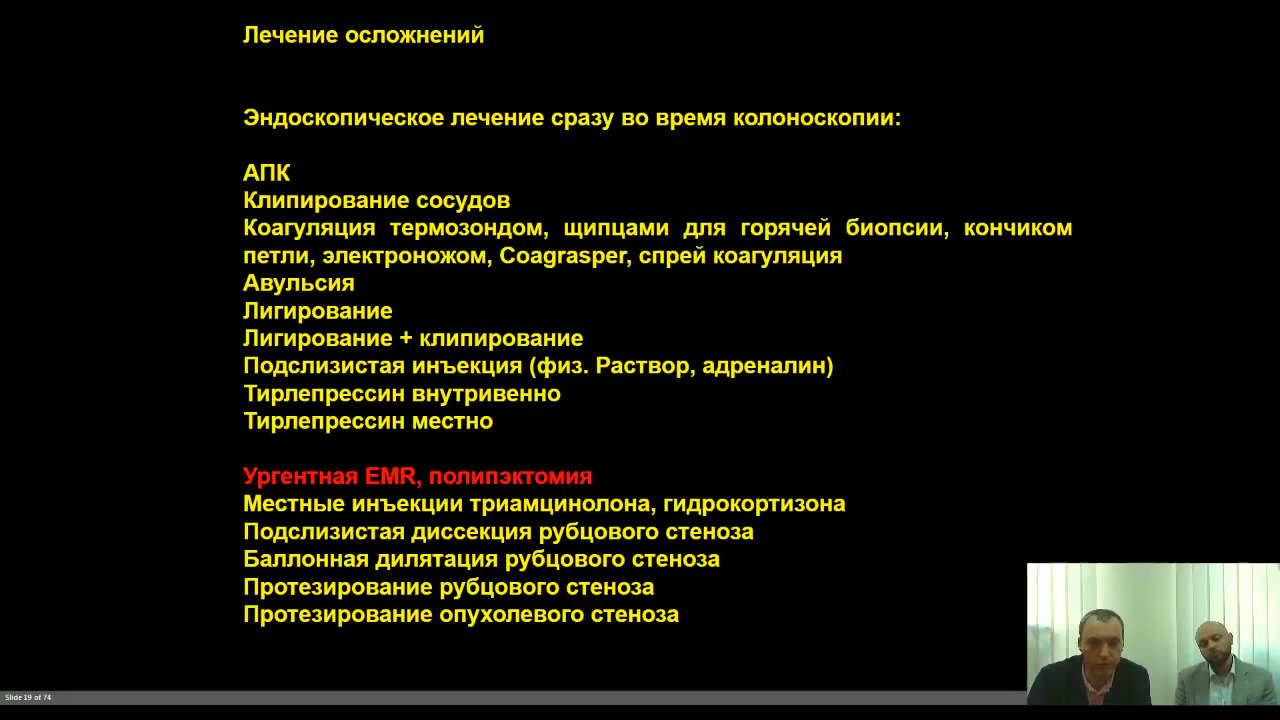 Лечение осложнений
Эндоскопическое лечение сразу во время колоноскопии:
АПК
Клипирование сосудов
Коагуляция термозондом, щипцами для горячей биопсии, кончиком
петли, электроножом, Coagrasper, спрей коагуляция
Авульсия
Лигирование
Лигирование + клипирование
Подслизистая инъекция (физ. Раствор, адреналин)
Тирлепрессин внутривенно
Тирлепрессин местно
Ургентная EMR, полипэктомия
Местные инъекции триамцинолона, гидрокортизона
Подслизистая диссекция рубцового стеноза
Баллонная дилятация рубцового стеноза
Протезирование рубцового стеноза
Протезирование опухолевого стеноза
Slide 19 of 74